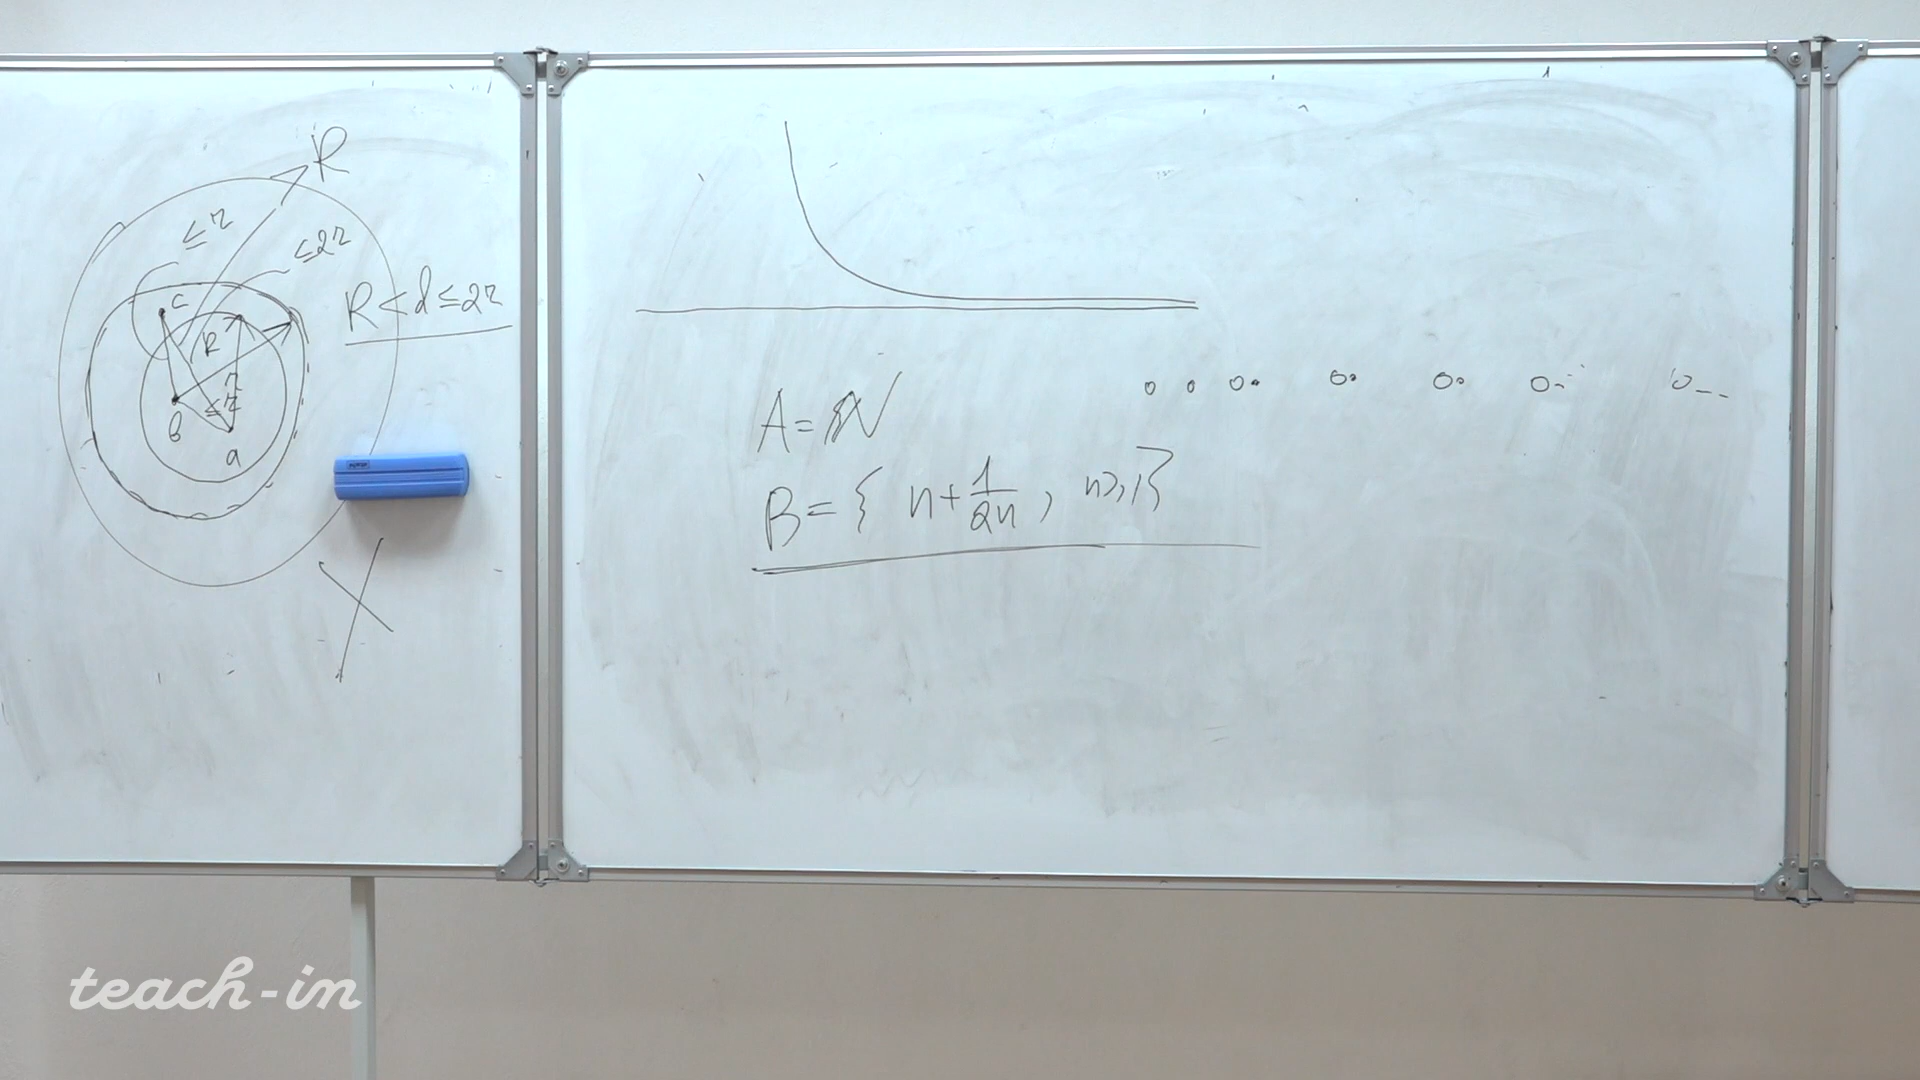 R
≤ r
≤ 2r
c
R < d ≤ 2r
R
r
≤ r
в
a
X
A = ℕ
B = { n + 1/2n , n ≥ 1 }
teach-in